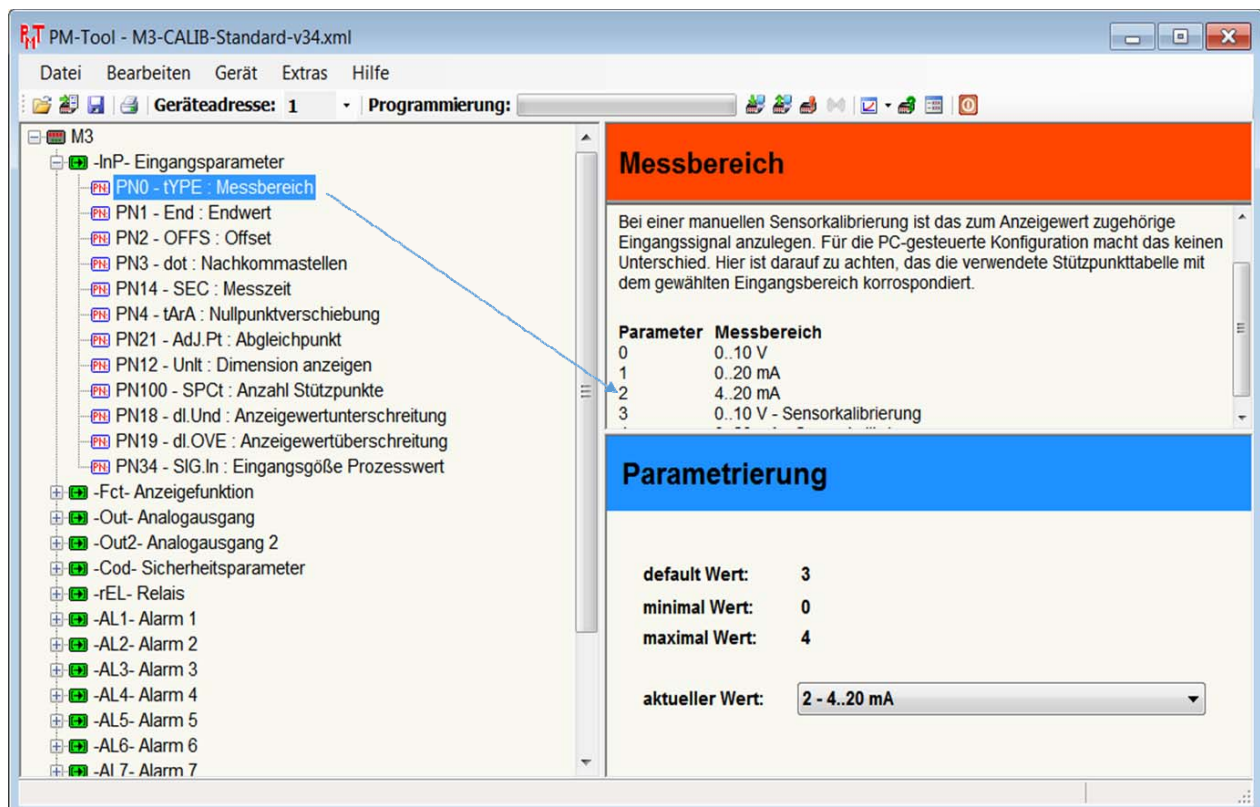 PM-Tool - M3-CALIB-Standard-v34.xml
Datei Bearbeiten Gerät Extras Hilfe
Geräteadresse: 1 Programmierung:
M3
-InP- Eingangsparameter
PN0 - tYPE : Messbereich
PN1 - End : Endwert
PN2 - OFFS : Offset
PN3 - dot : Nachkommastellen
PN14 - SEC : Messzeit
PN4 - tArA : Nullpunktverschiebung
PN21 - AdJ.Pt : Abgleichpunkt
PN12 - UnIt : Dimension anzeigen
PN100 - SPCt : Anzahl Stützpunkte
PN18 - dI.Und : Anzeigewertunterschreitung
PN19 - dI.OVE : Anzeigewertüberschreitung
PN34 - SIG.In : Eingangsgöße Prozesswert
-Fct- Anzeigefunktion
-Out- Analogausgang
-Out2- Analogausgang 2
-Cod- Sicherheitsparameter
-rEL- Relais
-AL1- Alarm 1
-AL2- Alarm 2
-AL3- Alarm 3
-AL4- Alarm 4
-AL5- Alarm 5
-AL6- Alarm 6
-AL7- Alarm 7
Messbereich
Bei einer manuellen Sensorkalibrierung ist das zum Anzeigewert zugehörige
Eingangssignal anzulegen. Für die PC-gesteuerte Konfiguration macht das keinen
Unterschied. Hier ist darauf zu achten, das die verwendete Stützpunkttabelle mit
dem gewählten Eingangsbereich korrospondiert.
Parameter Messbereich
0 0..10 V
1 0..20 mA
2 4..20 mA
3 0..10 V - Sensorkalibrierung
Parametrierung
default Wert: 3
minimal Wert: 0
maximal Wert: 4
aktueller Wert: 2 - 4..20 mA